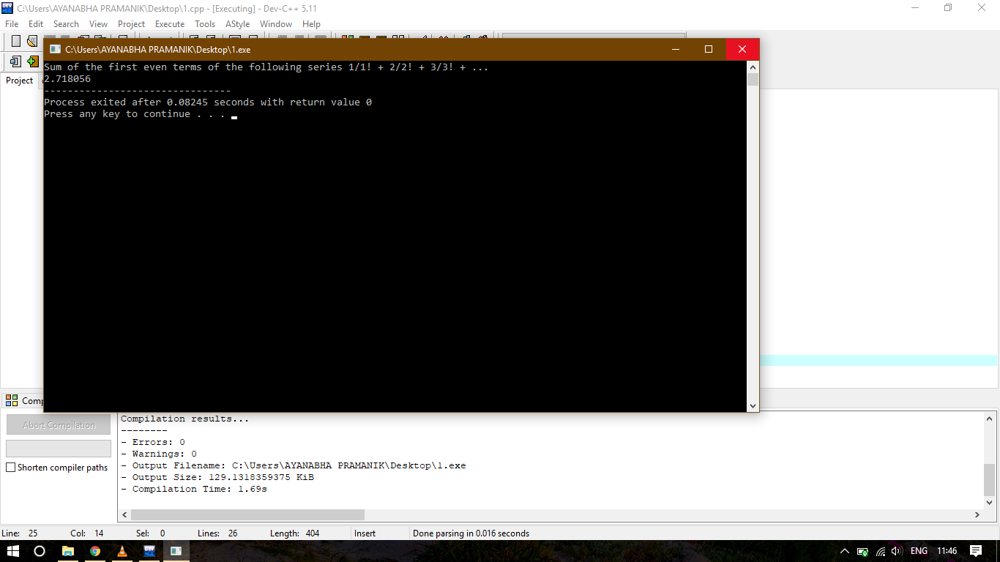 C:\Users\AYANABHA PRAMANIK\Desktop\1.cpp - [Executing] - Dev-C++ 5.11
File Edit Search View Project Execute Tools AStyle Window Help
C:\Users\AYANABHA PRAMANIK\Desktop\1.exe
Sum of the first even terms of the following series 1/1! + 2/2! + 3/3! + ...
Project
2.718056
--------------------------------
Process exited after 0.08245 seconds with return value 0
Press any key to continue . . .
Comp
Compilation results...
Abort Compilation
--------
- Errors: 0
- Warnings: 0
- Output Filename: C:\Users\AYANABHA PRAMANIK\Desktop\1.exe
Shorten compiler paths
- Output Size: 129.1318359375 KiB
- Compilation Time: 1.69s
Line: 25 Col: 14 Sel: 0 Lines: 26 Length: 404 Insert Done parsing in 0.016 seconds
DEV
ENG 11:46